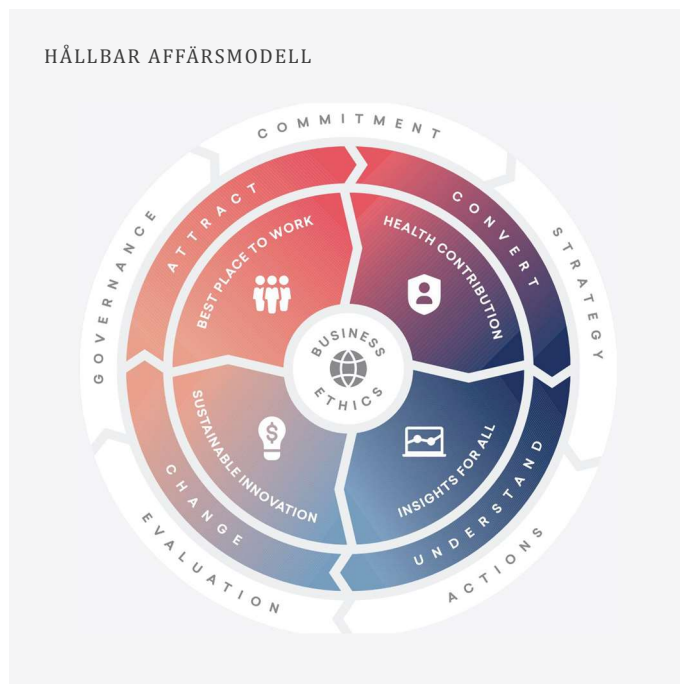 HÅLLBAR AFFÄRSMODELL
COMMITMENT
STRATEGY
ACTIONS
EVALUATION
GOVERNANCE
ATTRACT
CONVERT
UNDERSTAND
CHANGE
BEST PLACE TO WORK
HEALTH CONTRIBUTION
INSIGHTS FOR ALL
SUSTAINABLE INNOVATION
$
BUSINESS
ETHICS